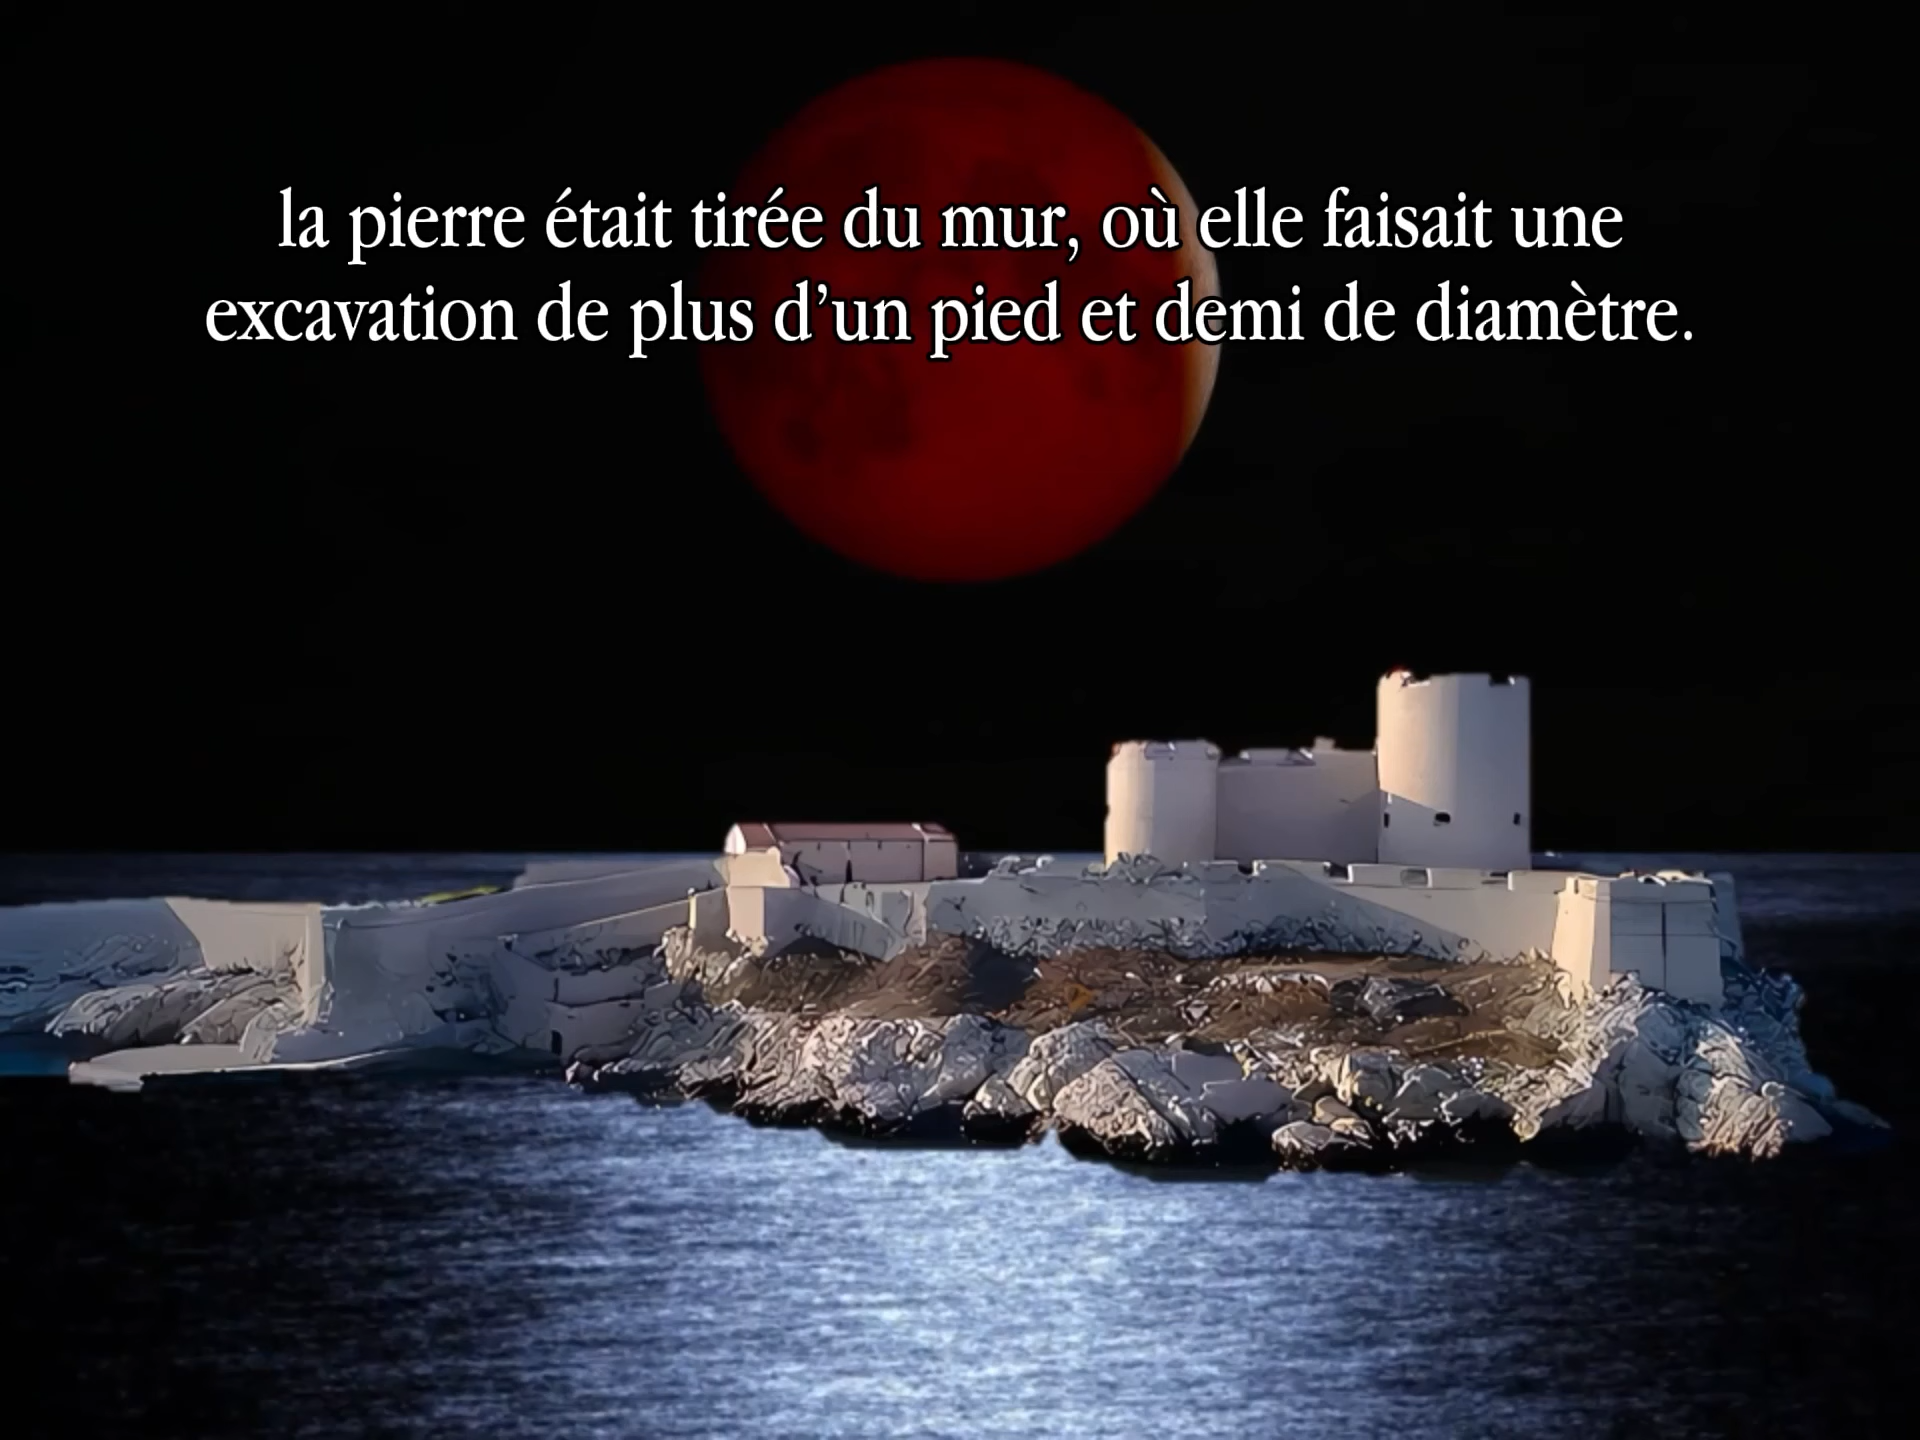 la pierre était tirée du mur, où elle faisait une
excavation de plus d’un pied et demi de diamètre.